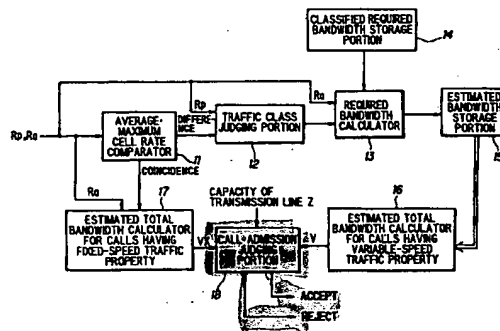 CLASSIFIED REQUIRED
BANDWIDTH STORAGE
PORTION
14
Rp
Ra
Rp,Ra
AVERAGE·
MAXIMUM
CELL RATE
COMPARATOR
11
DIFFERENCE
TRAFFIC CLASS
JUDGING PORTION
12
REQUIRED
BANDWIDTH
CALCULATOR
13
ESTIMATED
BANDWIDTH
STORAGE
PORTION
15
COINCIDENCE
Ra
17
ESTIMATED TOTAL
BANDWIDTH CALCULATOR
FOR CALLS HAVING
FIXED-SPEED TRAFFIC
PROPERTY
CAPACITY OF
TRANSMISSION LINE Z
CALL ADMISSION
JUDGING
PORTION
18
16
ESTIMATED TOTAL
BANDWIDTH CALCULATOR
FOR CALLS HAVING
VARIABLE-SPEED
TRAFFIC PROPERTY
ACCEPT
REJECT